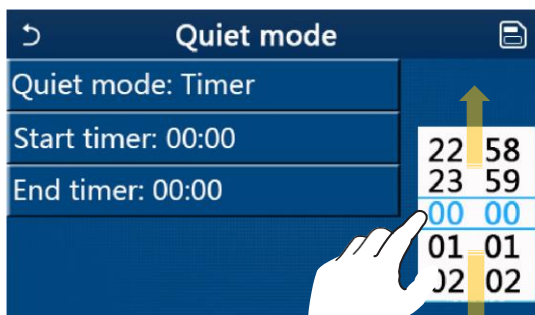 Quiet mode
Quiet mode: Timer
Start timer: 00:00
End timer: 00:00
22 58
23 59
00 00
01 01
02 02